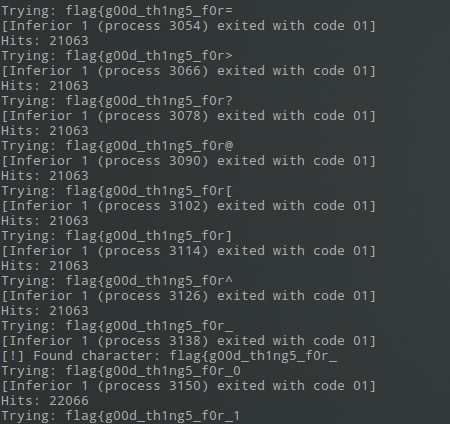 Trying: flag{g00d_th1ng5_f0r=
[Inferior 1 (process 3054) exited with code 01]
Hits: 21063
Trying: flag{g00d_th1ng5_f0r>
[Inferior 1 (process 3066) exited with code 01]
Hits: 21063
Trying: flag{g00d_th1ng5_f0r?
[Inferior 1 (process 3078) exited with code 01]
Hits: 21063
Trying: flag{g00d_th1ng5_f0r@
[Inferior 1 (process 3090) exited with code 01]
Hits: 21063
Trying: flag{g00d_th1ng5_f0r[
[Inferior 1 (process 3102) exited with code 01]
Hits: 21063
Trying: flag{g00d_th1ng5_f0r]
[Inferior 1 (process 3114) exited with code 01]
Hits: 21063
Trying: flag{g00d_th1ng5_f0r^
[Inferior 1 (process 3126) exited with code 01]
Hits: 21063
Trying: flag{g00d_th1ng5_f0r_
[Inferior 1 (process 3138) exited with code 01]
[!] Found character: flag{g00d_th1ng5_f0r_
Trying: flag{g00d_th1ng5_f0r_0
[Inferior 1 (process 3150) exited with code 01]
Hits: 22066
Trying: flag{g00d_th1ng5_f0r_1